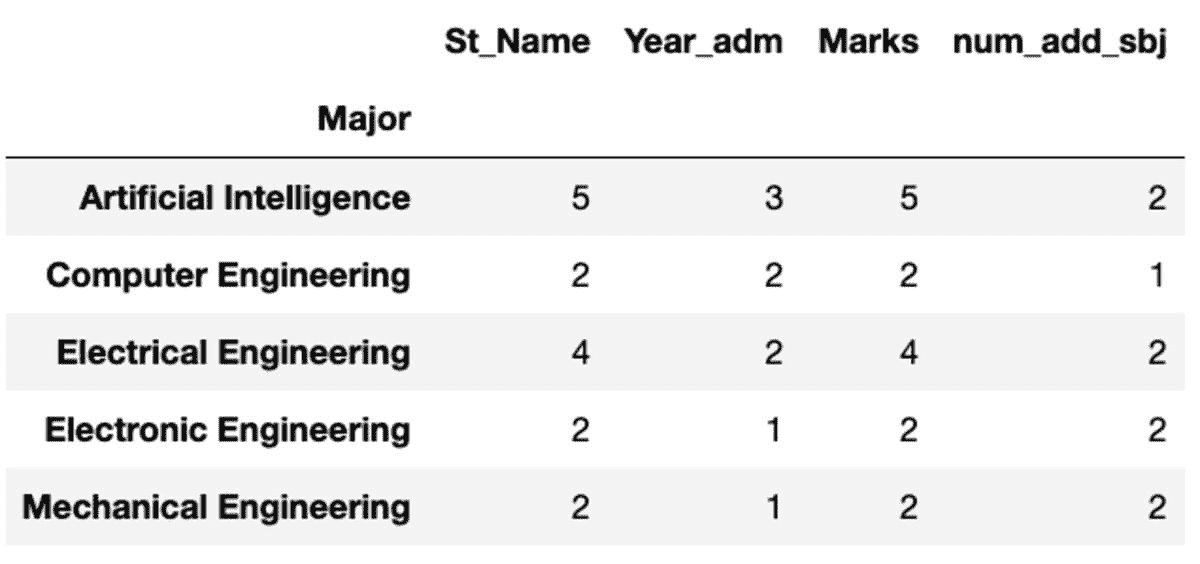 St_Name Year_adm Marks num_add_sbj
Major
Artificial Intelligence 5 3 5 2
Computer Engineering 2 2 2 1
Electrical Engineering 4 2 4 2
Electronic Engineering 2 1 2 2
Mechanical Engineering 2 1 2 2